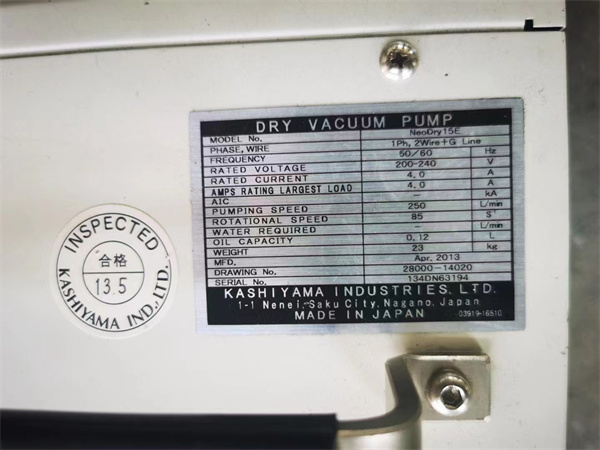 DRY VACUUM PUMP
MODEL No. NeoDry15E
PHASE, WIRE 1Ph, 2Wire+G Line
FREQUENCY 50/60 Hz
RATED VOLTAGE 200-240 V
RATED CURRENT 4.0 A
AMPS RATING LARGEST LOAD 4.0 A
AIC - kA
PUMPING SPEED 250 L/min
ROTATIONAL SPEED 85 S⁻¹
WATER REQUIRED - L/min
OIL CAPACITY 0.12 L
WEIGHT 23 kg
MFD. Apr. 2013
DRAWING No. 28000-14020
SERIAL No. 134DN63194
KASHIYAMA INDUSTRIES, LTD.
1-1 Nenei, Saku City, Nagano, Japan
MADE IN JAPAN 03919-16510
INSPECTED
合格
13.5
KASHIYAMA IND., LTD.